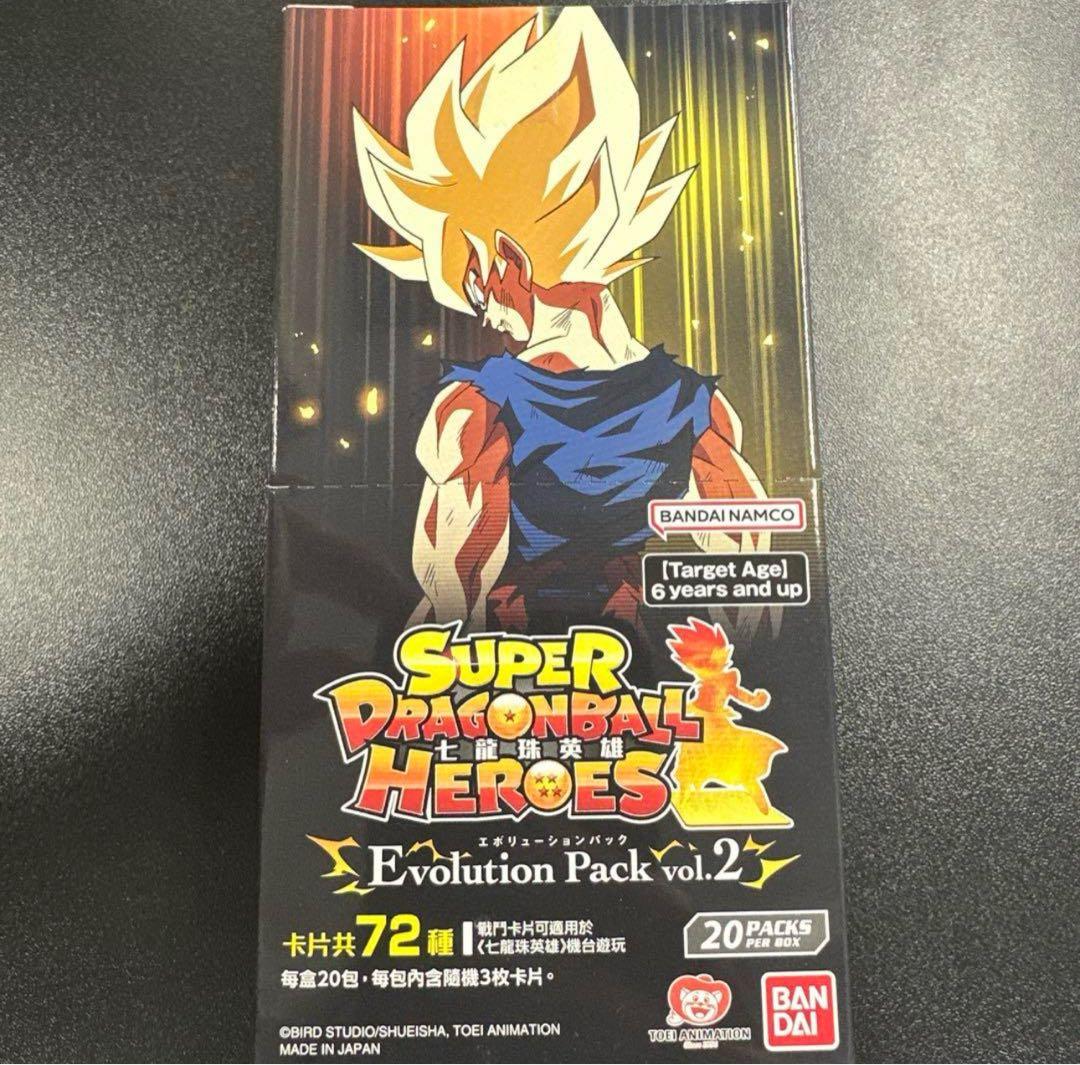 BANDAI NAMCO
[Target Age]
6 years and up
SUPER
DRAGONBALL
七龍珠英雄
HEROES
エボリューションパック
Evolution Pack vol.2
卡片共72種
戰鬥卡片可適用於
《七龍珠英雄》機台遊玩
20 PACKS
PER BOX
每盒20包,每包內含隨機3枚卡片。
©BIRD STUDIO/SHUEISHA, TOEI ANIMATION
MADE IN JAPAN
TOEI ANIMATION
BAN
DAI